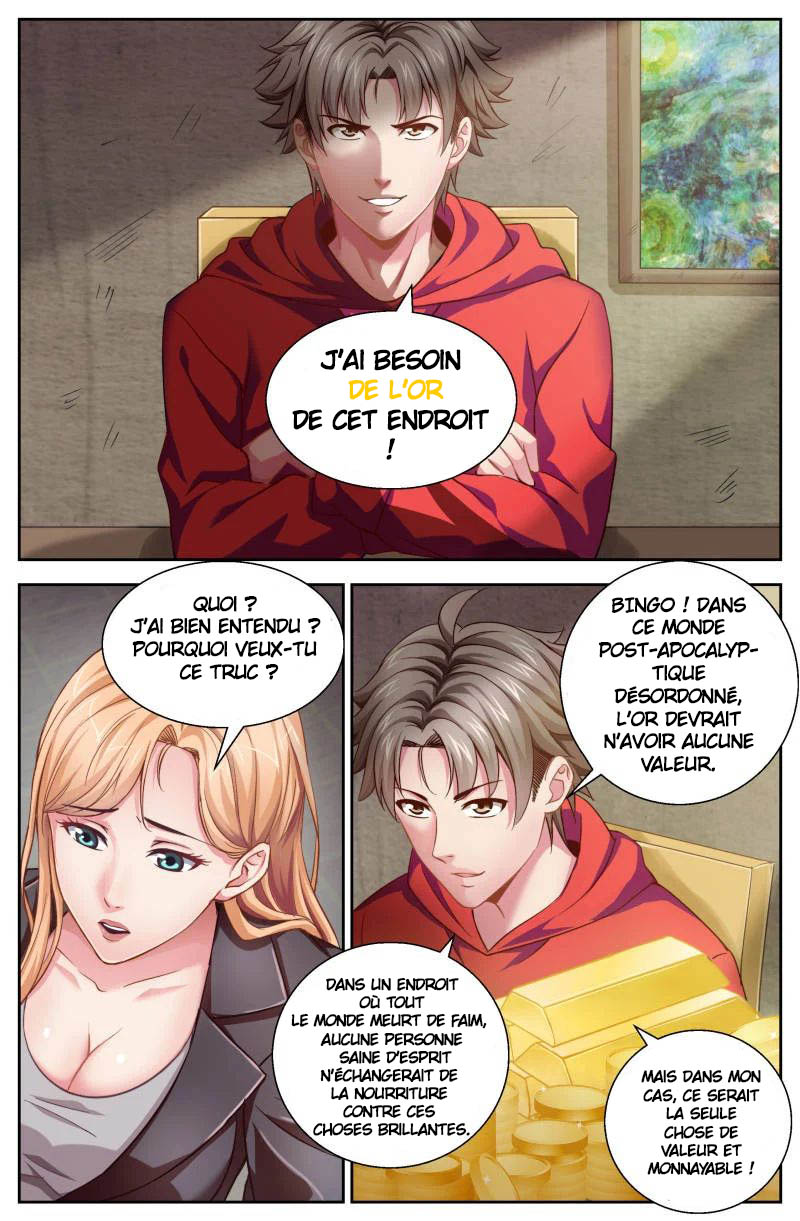 J'AI BESOIN
DE L'OR
DE CET ENDROIT
!
QUOI ?
J'AI BIEN ENTENDU ?
POURQUOI VEUX-TU
CE TRUC ?
BINGO ! DANS
CE MONDE
POST-APOCALYP-
TIQUE
DÉSORDONNÉ,
L'OR DEVRAIT
N'AVOIR AUCUNE
VALEUR.
DANS UN ENDROIT
OÙ TOUT
LE MONDE MEURT DE FAIM,
AUCUNE PERSONNE
SAINE D'ESPRIT
N'ÉCHANGERAIT DE
LA NOURRITURE
CONTRE CES
CHOSES BRILLANTES.
MAIS DANS MON
CAS, CE SERAIT
LA SEULE
CHOSE DE
VALEUR ET
MONNAYABLE !